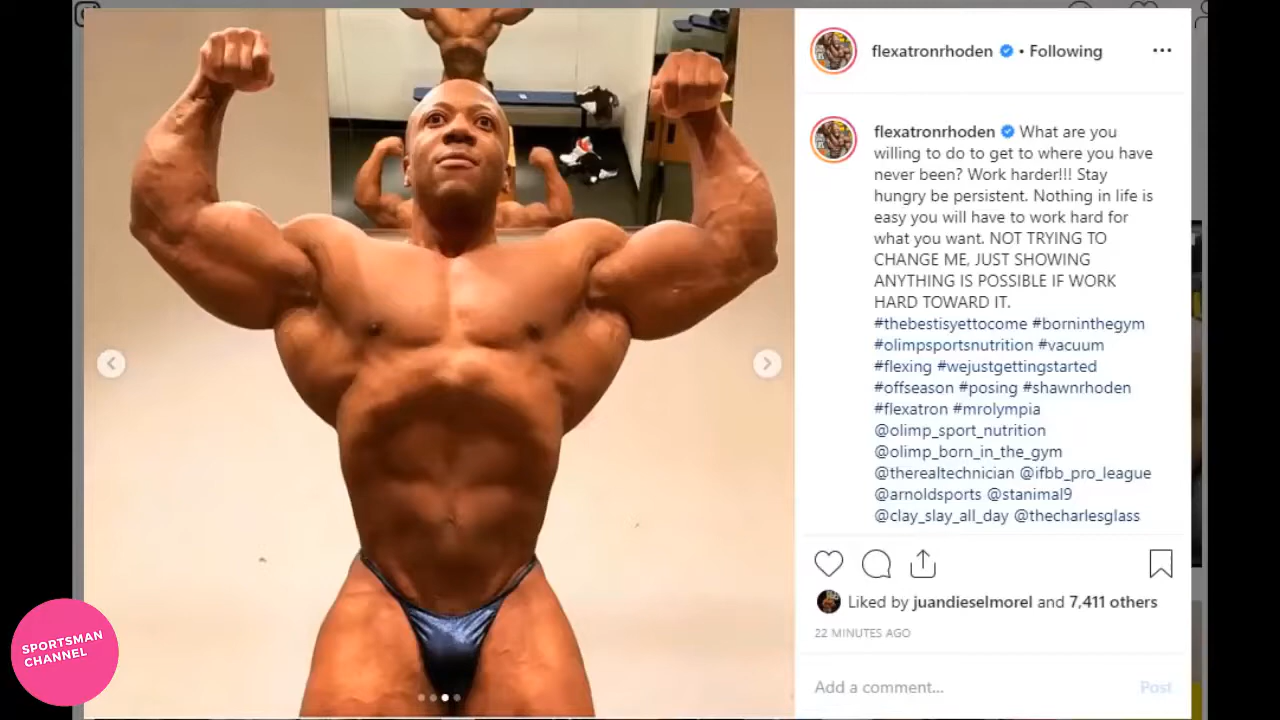 flexatronrhoden • Following
flexatronrhoden What are you
willing to do to get to where you have
never been? Work harder!!! Stay
hungry be persistent. Nothing in life is
easy you will have to work hard for
what you want. NOT TRYING TO
CHANGE ME, JUST SHOWING
ANYTHING IS POSSIBLE IF WORK
HARD TOWARD IT.
#thebestisyettocome #borninthegym
#olimpsportsnutrition #vacuum
#flexing #wejustgettingstarted
#offseason #posing #shawnrhoden
#flexatron #mrolympia
@olimp_sport_nutrition
@olimp_born_in_the_gym
@therealtechnician @ifbb_pro_league
@arnoldsports @stanimal9
@clay_slay_all_day @thecharlesglass
Liked by juandieselmorel and 7,411 others
22 MINUTES AGO
Add a comment... Post
SPORTSMAN
CHANNEL